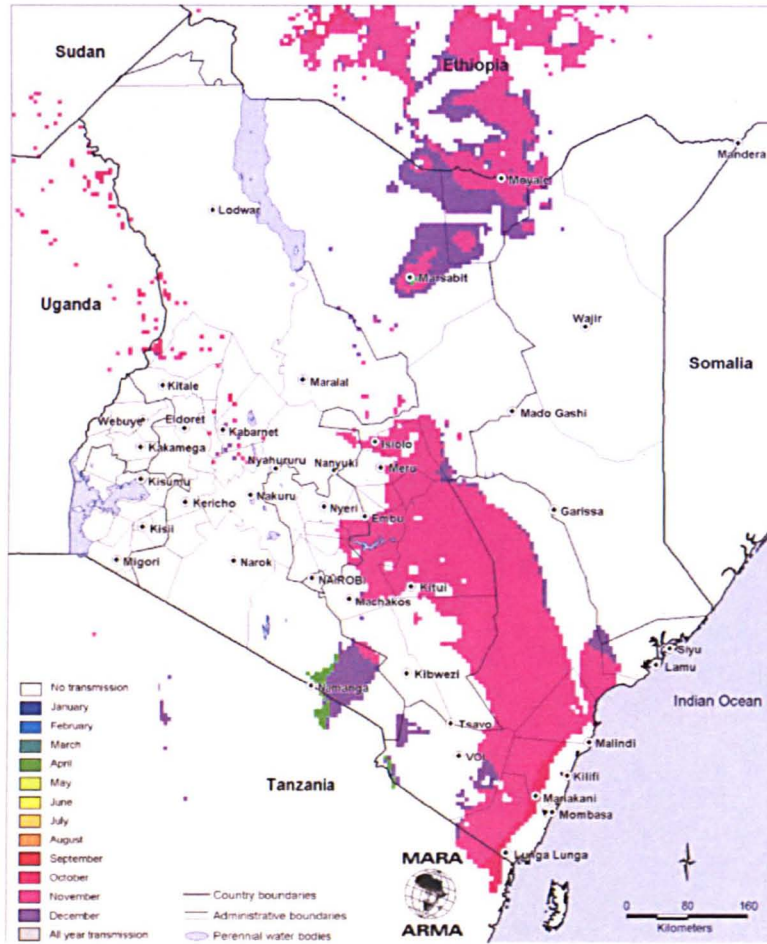 Sudan
Ethiopia
Mandera
Moyale
Lodwar
Marsabit
Uganda
Wajir
Somalia
Kitale
Maralal
Mado Gashi
Webuye
Eldoret
Kabarnet
Isiolo
Kakamega
Nyahururu
Nanyuki
Meru
Kisumu
Nakuru
Kericho
Nyeri
Garissa
Embu
Kisii
Migori
Narok
NAIROBI
Kitui
Machakos
Siyu
Lamu
Kibwezi
Namanga
Indian Ocean
Tsavo
Malindi
VOI
Kilifi
Tanzania
Mariakani
Mombasa
Lunga Lunga
No transmission
January
February
March
April
May
June
July
August
September
October
November
December
All year transmission
Country boundaries
Administrative boundaries
Perennial water bodies
MARA
ARMA
0 80 160
Kilometers